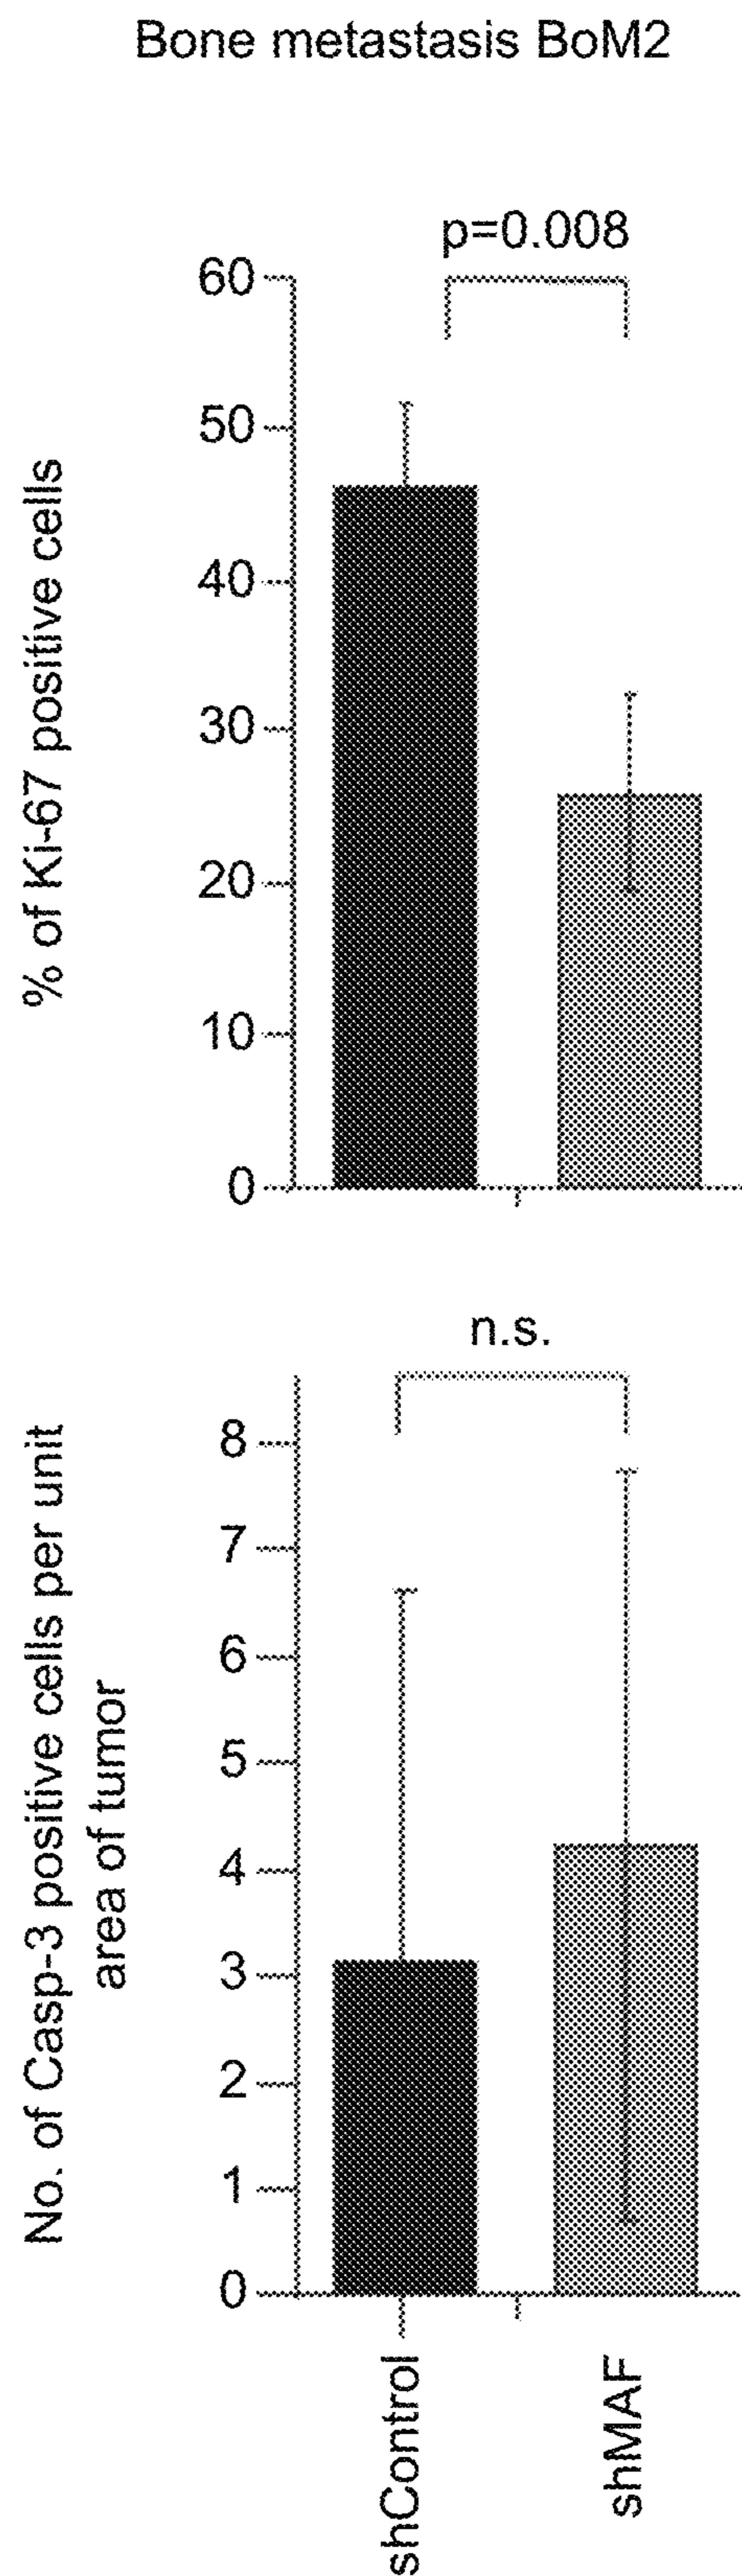 Bone metastasis BoM2
p=0.008
% of Ki-67 positive cells
60
50
40
30
20
10
0
n.s.
No. of Casp-3 positive cells per unit
area of tumor
8
7
6
5
4
3
2
1
0
shControl
shMAF